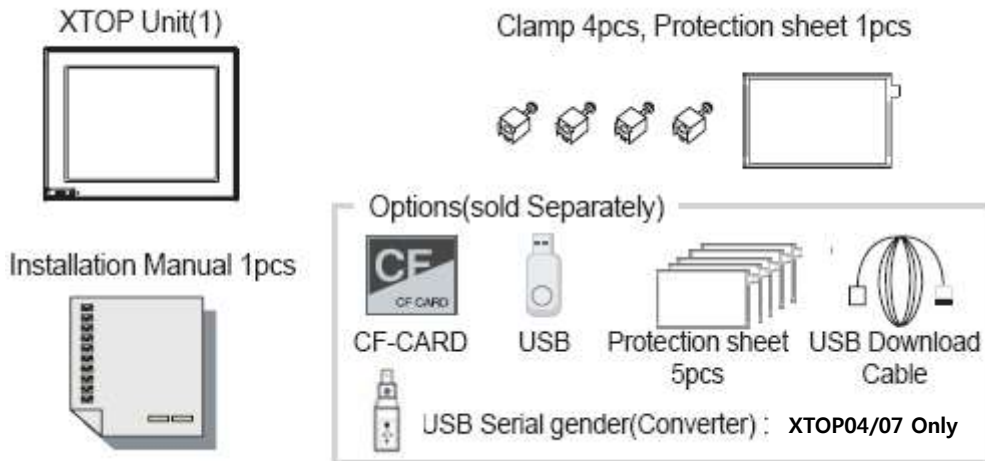 XTOP Unit(1)
Clamp 4pcs, Protection sheet 1pcs
Installation Manual 1pcs
Options(sold Separately)
CF
CF CARD
CF-CARD
USB
Protection sheet
5pcs
USB Download
Cable
USB Serial gender(Converter) : XTOP04/07 Only